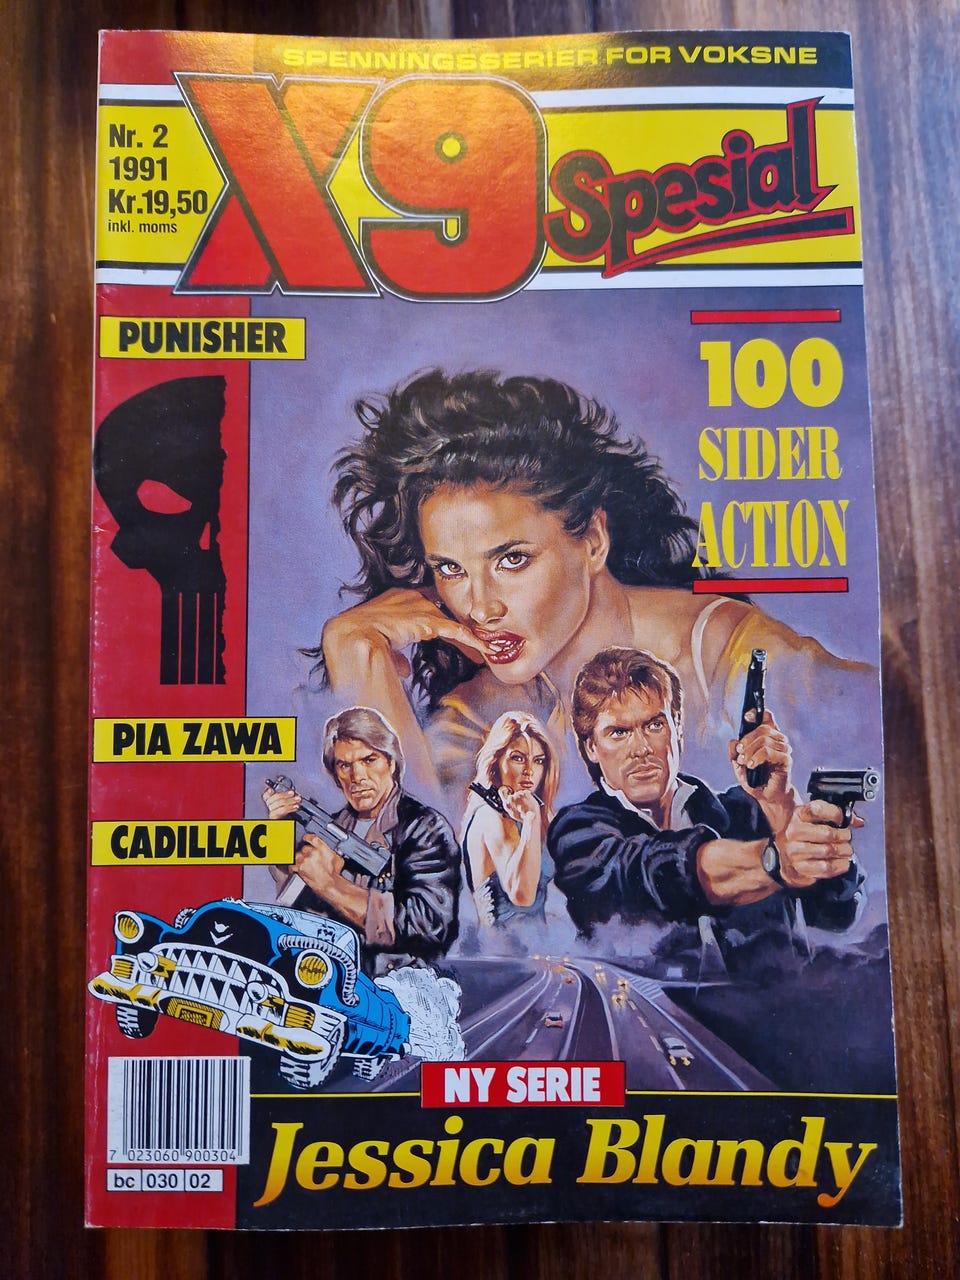 SPENNINGSSERIER FOR VOKSNE
X9 Spesial
Nr. 2
1991
Kr.19,50
inkl. moms
PUNISHER
100
SIDER
ACTION
PIA ZAWA
CADILLAC
NY SERIE
Jessica Blandy
7 023060 900304
bc 030 02